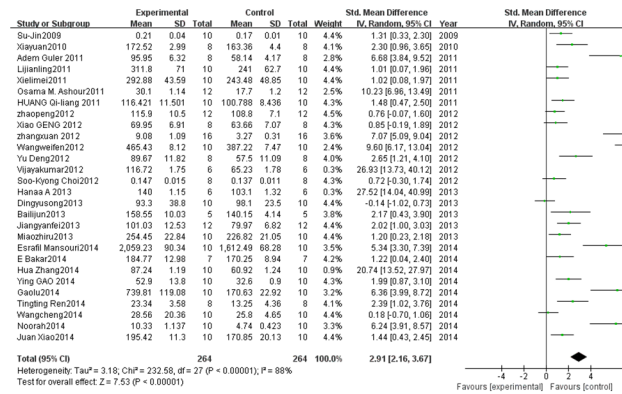 Experimental Control Std. Mean Difference Std. Mean Difference
Study or Subgroup Mean SD Total Mean SD Total Weight IV, Random, 95% CI Year IV, Random, 95% CI
Su-Jin2009 0.21 0.04 10 0.17 0.01 10 4.4% 1.31 [0.33, 2.30] 2009
Xiayuan2010 172.52 2.99 8 163.36 4.4 8 4.2% 2.30 [0.96, 3.65] 2010
Adem Guler 2011 95.95 6.32 8 58.14 4.17 8 2.8% 6.68 [3.84, 9.52] 2011
Lijianling2011 311.8 71 10 241 62.7 10 4.4% 1.01 [0.07, 1.96] 2011
Xielimei2011 292.88 43.59 10 243.48 48.85 10 4.4% 1.02 [0.08, 1.97] 2011
Osama M. Ashour2011 30.1 1.14 12 17.7 1.2 12 2.4% 10.23 [6.96, 13.49] 2011
HUANG Qi-liang 2011 116.421 11.501 10 100.788 8.436 10 4.4% 1.48 [0.47, 2.50] 2011
zhaopeng2012 115.9 10.5 12 108.8 7.1 12 4.5% 0.76 [-0.07, 1.60] 2012
Xiao GENG 2012 69.95 6.91 8 63.66 7.07 8 4.4% 0.85 [-0.19, 1.89] 2012
zhangxuan 2012 9.08 1.09 16 3.27 0.31 16 3.6% 7.07 [5.09, 9.04] 2012
Wangweifen2012 465.43 8.12 10 387.22 7.47 10 2.2% 9.60 [6.17, 13.04] 2012
Yu Deng2012 89.67 11.82 8 57.5 11.09 8 4.1% 2.65 [1.21, 4.10] 2012
Vijayakumar2012 116.72 1.75 6 65.23 1.78 6 0.3% 26.93 [13.73, 40.12] 2012
Soo-Kyong Choi2012 0.147 0.015 8 0.137 0.011 8 4.4% 0.72 [-0.30, 1.74] 2012
Hanaa A 2013 140 1.15 6 103.1 1.32 6 0.3% 27.52 [14.04, 40.99] 2013
Dingyusong2013 93.3 38.8 10 98.1 23.5 10 4.5% -0.14 [-1.02, 0.73] 2013
Bailijun2013 158.55 10.03 5 140.15 4.14 5 3.8% 2.17 [0.43, 3.90] 2013
Jiangyanfei2013 101.03 12.53 12 79.97 6.82 12 4.4% 2.02 [1.00, 3.03] 2013
Miaozhiru2013 254.45 22.84 10 226.82 21.05 10 4.4% 1.20 [0.23, 2.18] 2013
Esrafil Mansouri2014 2,059.23 90.34 10 1,612.49 68.28 10 3.5% 5.34 [3.30, 7.39] 2014
E Bakar2014 184.77 12.98 7 170.25 8.94 7 4.3% 1.22 [0.04, 2.40] 2014
Hua Zhang2014 87.24 1.19 10 60.92 1.24 10 0.8% 20.74 [13.52, 27.97] 2014
Ying GAO 2014 52.9 13.8 10 32.6 0.9 10 4.3% 1.99 [0.87, 3.10] 2014
Gaolu2014 739.81 119.08 10 170.63 22.92 10 3.3% 6.36 [3.99, 8.72] 2014
Tingting Ren2014 23.34 3.58 8 13.25 4.36 8 4.2% 2.39 [1.02, 3.76] 2014
Wangcheng2014 28.56 20.36 10 25.8 4.65 10 4.5% 0.18 [-0.70, 1.06] 2014
Noorah2014 10.33 1.137 10 4.74 0.423 10 3.3% 6.24 [3.91, 8.57] 2014
Juan Xiao2014 195.42 11.3 10 170.85 20.13 10 4.4% 1.44 [0.43, 2.45] 2014
Total (95% CI) 264 264 100.0% 2.91 [2.16, 3.67]
Heterogeneity: Tau² = 3.18; Chi² = 232.58, df = 27 (P < 0.00001); I² = 88%
Test for overall effect: Z = 7.53 (P < 0.00001)
-4 -2 0 2 4
Favours [experimental] Favours [control]